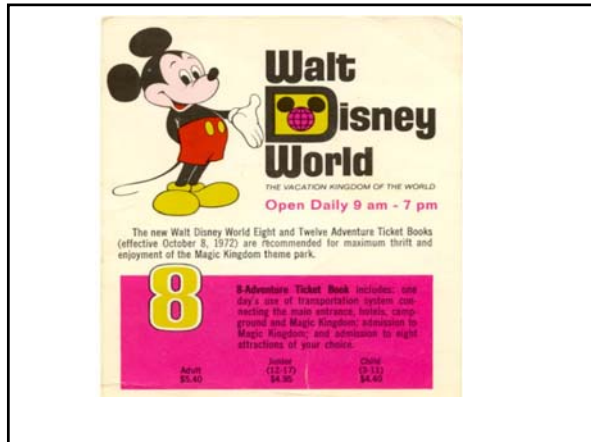 Walt
Disney
World
THE VACATION KINGDOM OF THE WORLD
Open Daily 9 am - 7 pm
The new Walt Disney World Eight and Twelve Adventure Ticket Books
(effective October 8, 1972) are recommended for maximum thrift and
enjoyment of the Magic Kingdom theme park.
8
8-Adventure Ticket Book includes: one
day's use of transportation system con-
necting the main entrance, hotels, camp-
ground and Magic Kingdom; admission to
Magic Kingdom; and admission to eight
attractions of your choice.
Adult Junior (12-17) Child (3-11)
$5.40 $4.95 $4.40